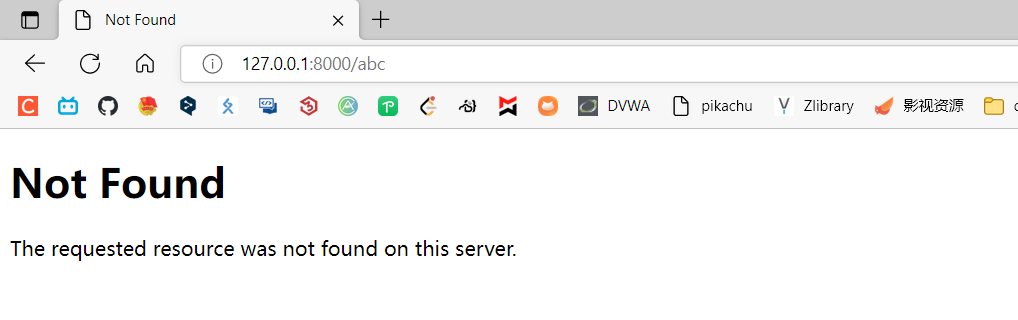 Not Found
127.0.0.1:8000/abc
DVWA pikachu Zlibrary 影视资源
Not Found
The requested resource was not found on this server.